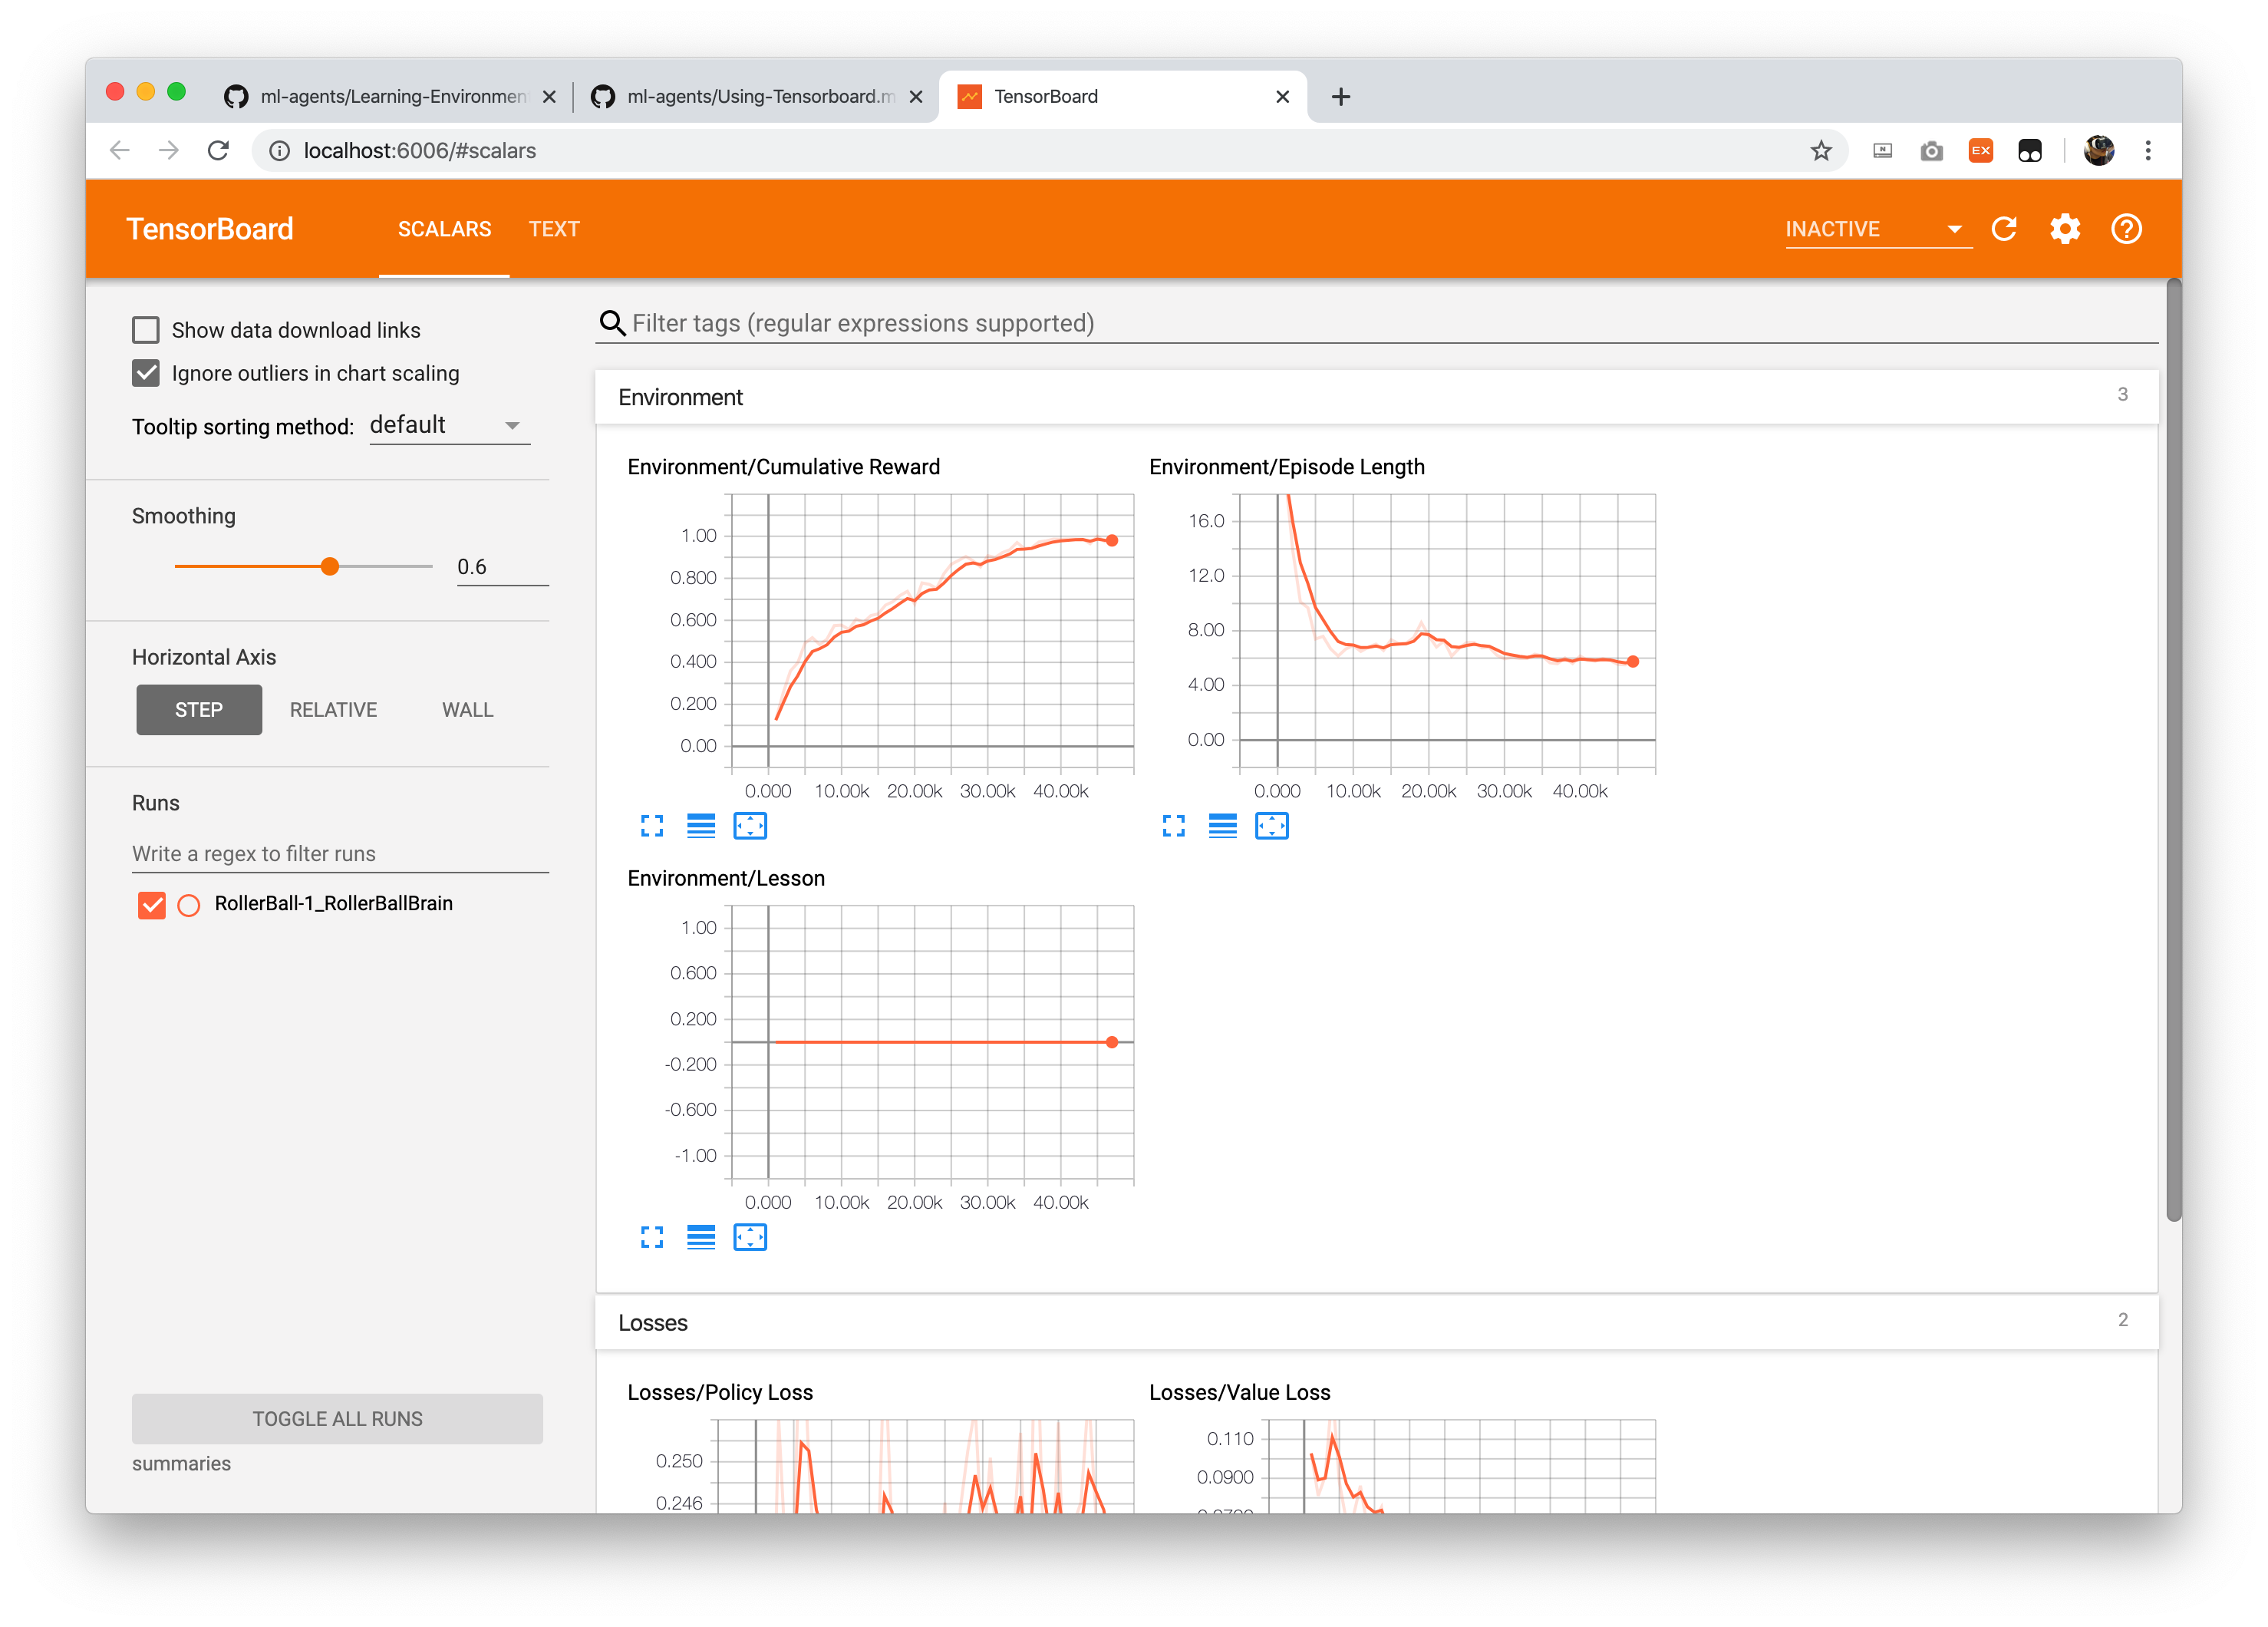 ml-agents/Learning-Environmen
ml-agents/Using-Tensorboard.m
TensorBoard
localhost:6006/#scalars
EX
TensorBoard
SCALARS
TEXT
INACTIVE
Show data download links
Ignore outliers in chart scaling
Tooltip sorting method: default
Smoothing
0.6
Horizontal Axis
STEP
RELATIVE
WALL
Runs
Write a regex to filter runs
RollerBall-1_RollerBallBrain
TOGGLE ALL RUNS
summaries
Filter tags (regular expressions supported)
Environment
3
Environment/Cumulative Reward
1.00
0.800
0.600
0.400
0.200
0.00
0.000 10.00k 20.00k 30.00k 40.00k
Environment/Episode Length
16.0
12.0
8.00
4.00
0.00
0.000 10.00k 20.00k 30.00k 40.00k
Environment/Lesson
1.00
0.600
0.200
-0.200
-0.600
-1.00
0.000 10.00k 20.00k 30.00k 40.00k
Losses
2
Losses/Policy Loss
0.250
0.246
Losses/Value Loss
0.110
0.0900